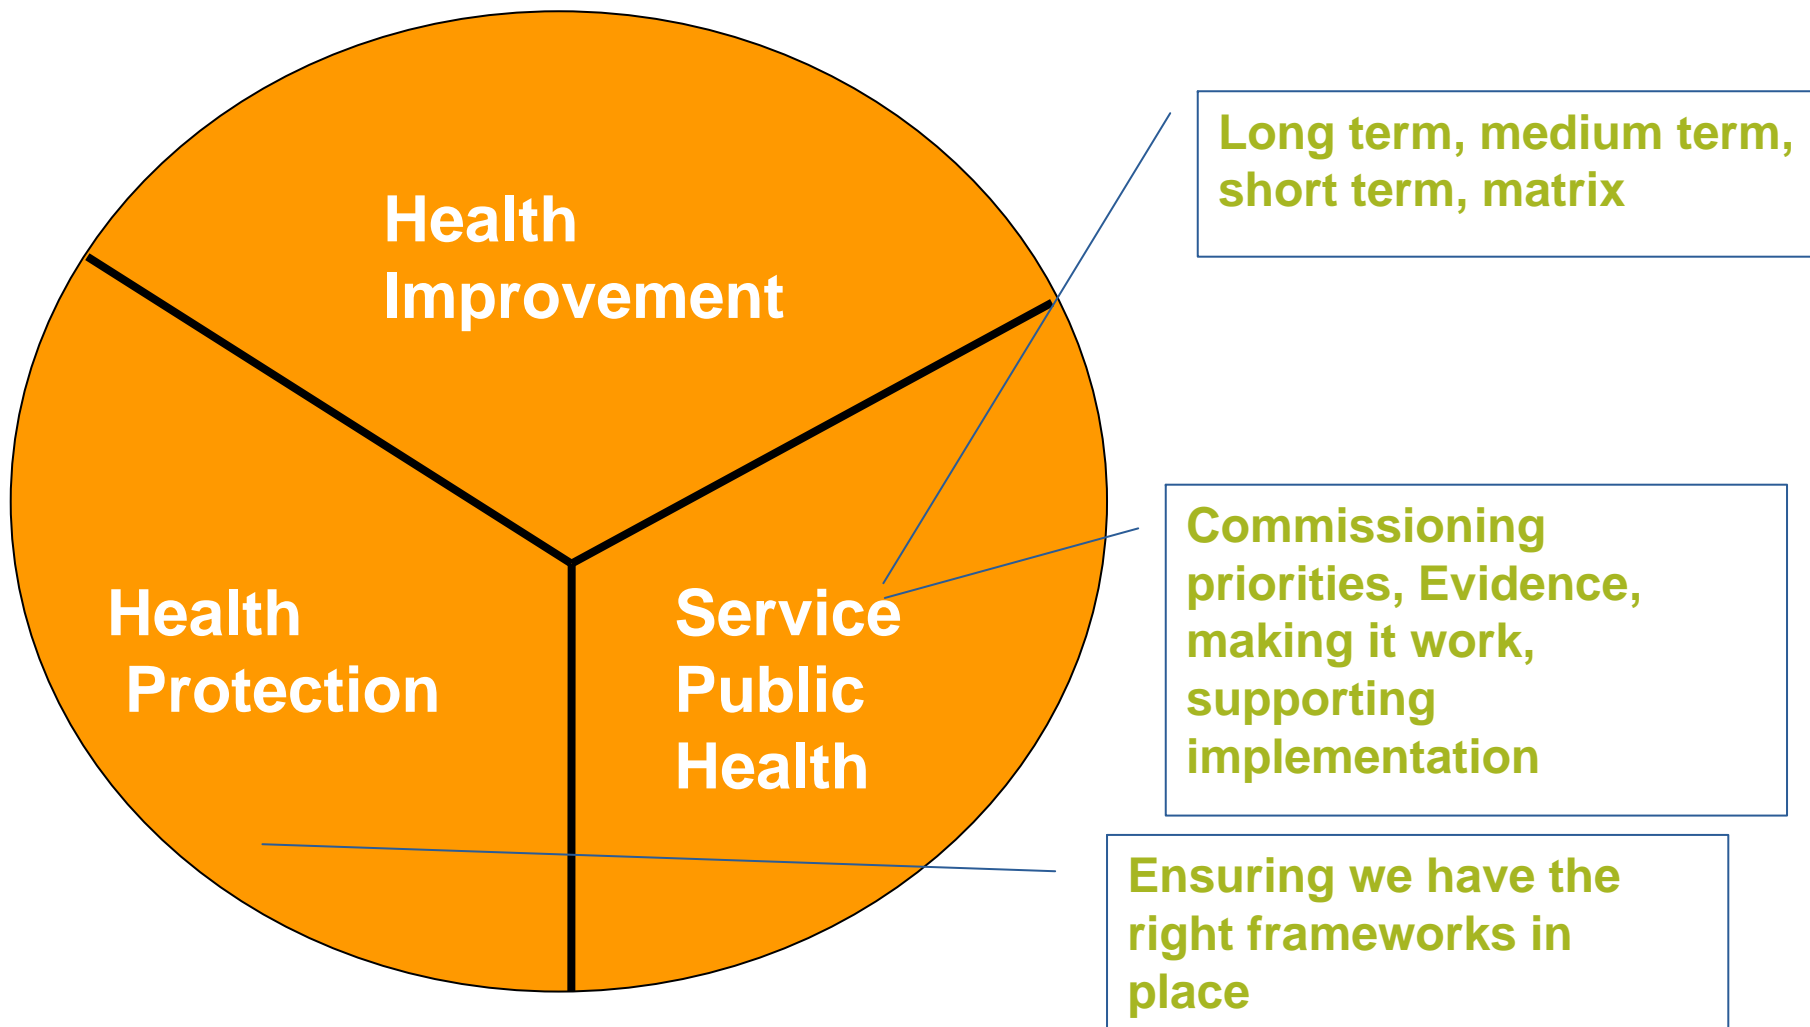 Health
Improvement
Health
Protection
Service
Public
Health
Long term, medium term,
short term, matrix
Commissioning
priorities, Evidence,
making it work,
supporting
implementation
Ensuring we have the
right frameworks in
place